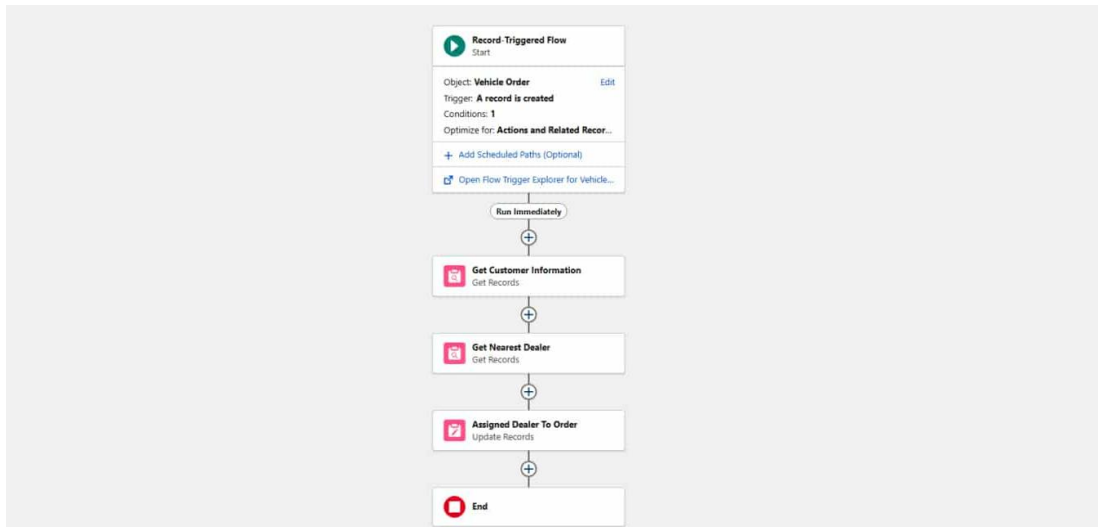 Record-Triggered Flow
Start
Object: Vehicle Order Edit
Trigger: A record is created
Conditions: 1
Optimize for: Actions and Related Recor...
Add Scheduled Paths (Optional)
Open Flow Trigger Explorer for Vehicle...
Run Immediately
Get Customer Information
Get Records
Get Nearest Dealer
Get Records
Assigned Dealer To Order
Update Records
End